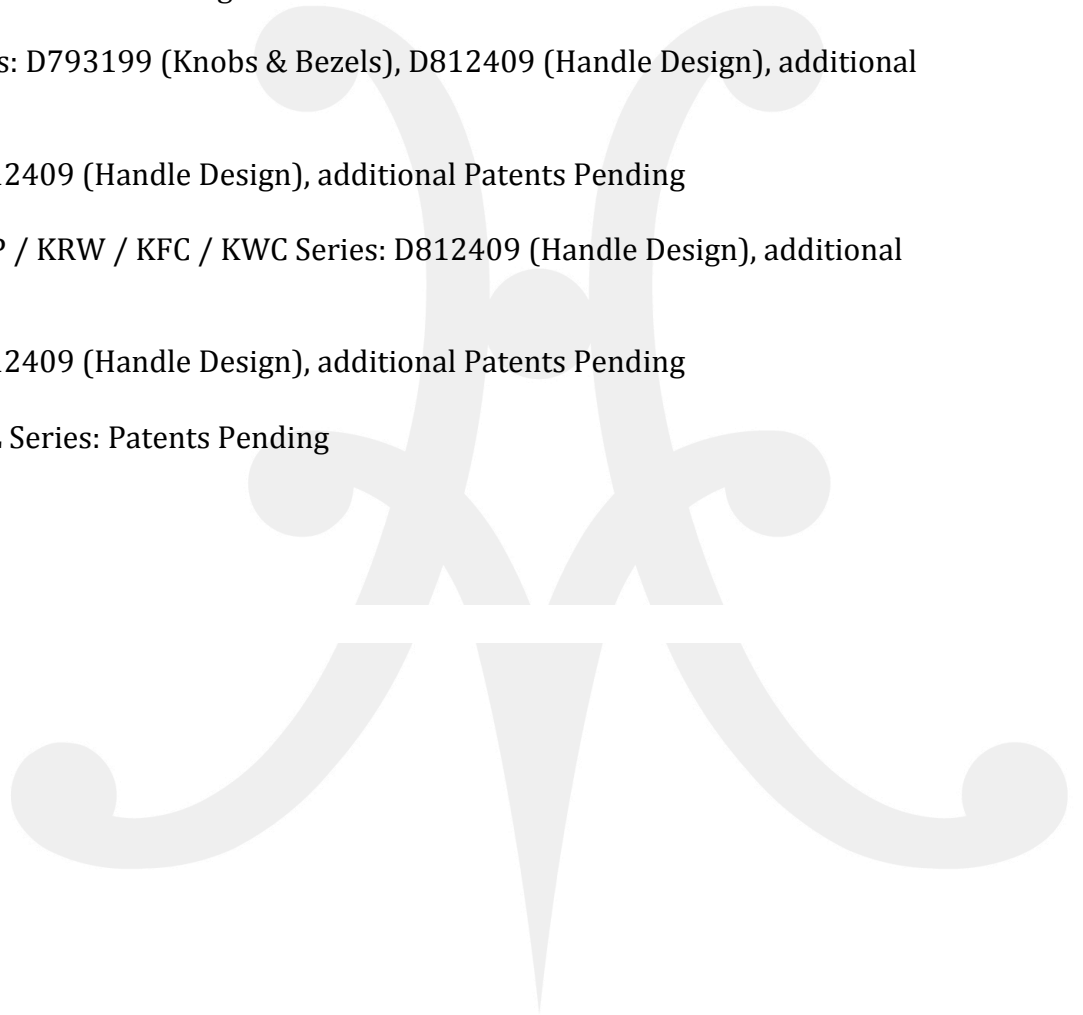 s: D793199 (Knobs & Bezels), D812409 (Handle Design), additional
12409 (Handle Design), additional Patents Pending
P / KRW / KFC / KWC Series: D812409 (Handle Design), additional
12409 (Handle Design), additional Patents Pending
Series: Patents Pending